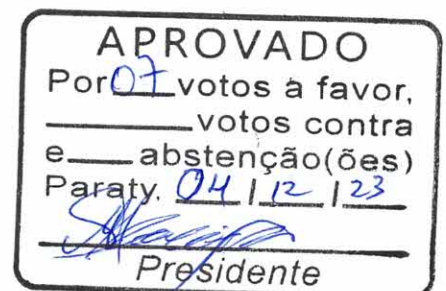 APROVADO
Por 07 votos a favor,
votos contra
e abstenção(ões)
Paraty, 04 / 12 / 23
Presidente